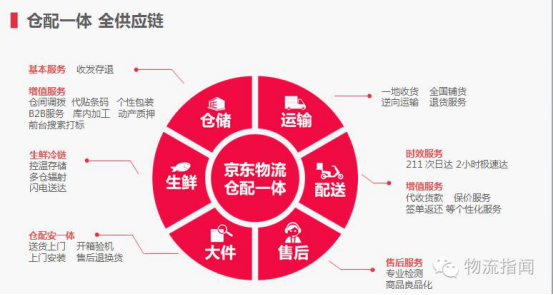 仓配一体 全供应链
基本服务 收发存退
增值服务
仓间调拨 代贴条码 个性包装
B2B服务 库内加工 动产质押
前台搜索打标
生鲜冷链
控温存储
多仓辐射
闪电送达
仓配安一体
送货上门 开箱验机
上门安装 售后退换货
仓储
运输
生鲜
京东物流
仓配一体
配送
大件
售后
一地收货 全国铺货
逆向运输 退货服务
时效服务
211 次日达 2小时极速达
增值服务
代收货款 保价服务
签单返还 等个性化服务
售后服务
专业检测
商品良品化
物流指闻